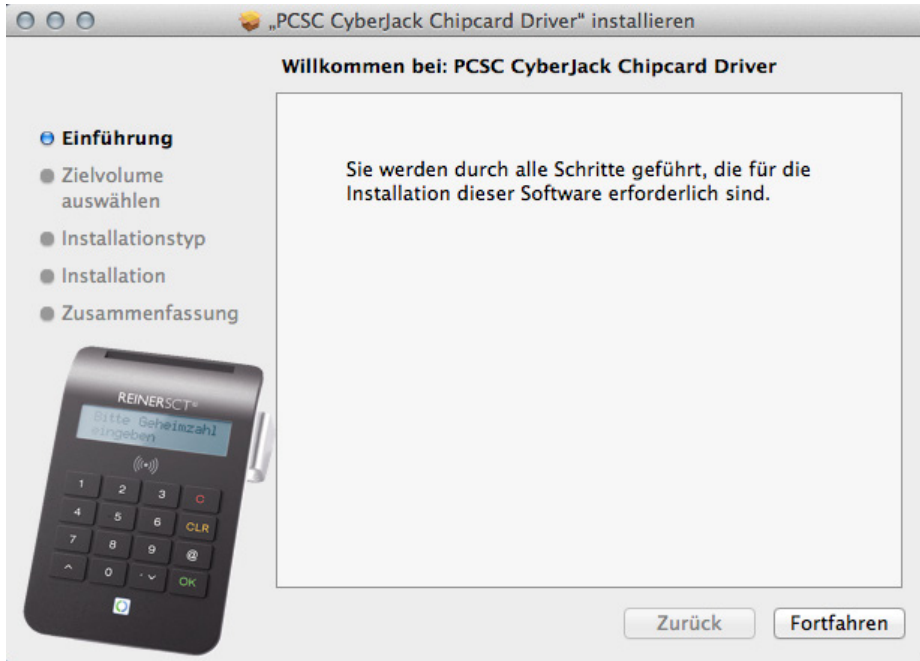 „PCSC CyberJack Chipcard Driver“ installieren
Willkommen bei: PCSC CyberJack Chipcard Driver
Einführung
Zielvolume
auswählen
Installationstyp
Installation
Zusammenfassung
Sie werden durch alle Schritte geführt, die für die
Installation dieser Software erforderlich sind.
REINERSCT®
Bitte Geheimzahl
eingeben
1 2 3 C
4 5 6 CLR
7 8 9 @
0 OK
Zurück
Fortfahren